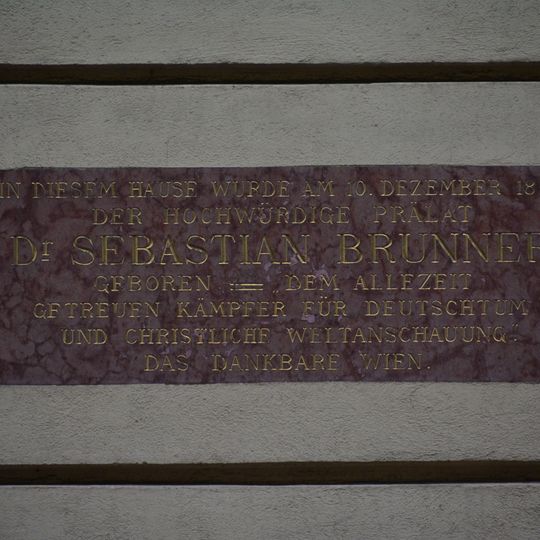 IN DIESEM HAUSE WURDE AM 10. DEZEMBER 18
DER HOCHWÜRDIGE PRÄLAT
Dr SEBASTIAN BRUNNER
GEBOREN = „DEM ALLEZEIT
GETREUEN KÄMPFER FÜR DEUTSCHTUM
UND CHRISTLICHE WELTANSCHAUUNG".
DAS DANKBARE WIEN.